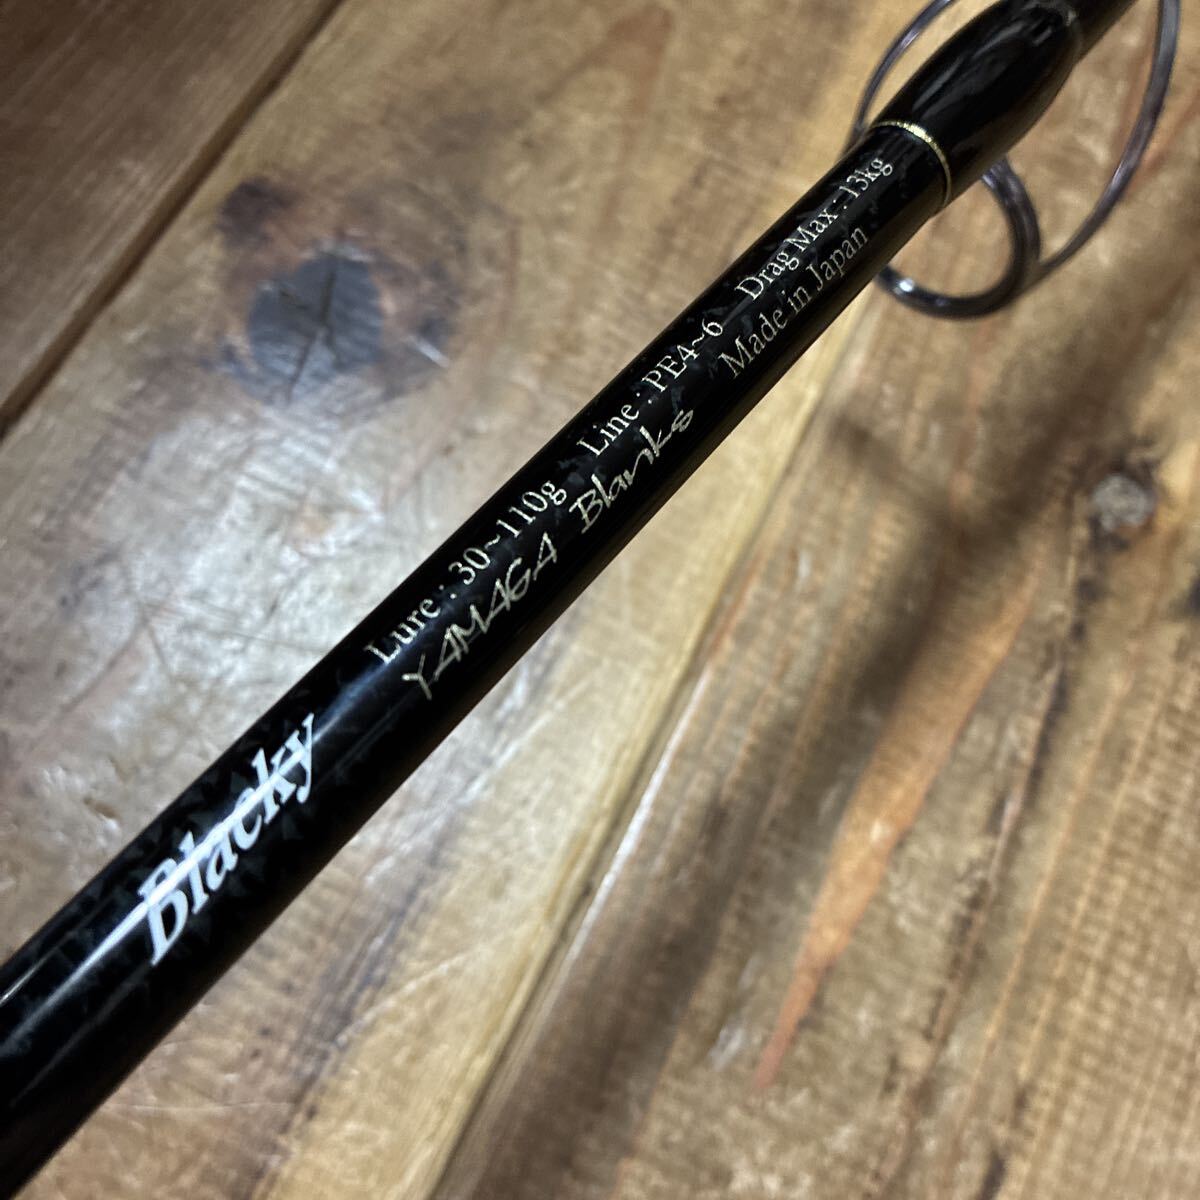 Blacky
Lure : 30~110g Line : PE4~6 Drag Max : 13kg
YAMAGA Blanks Made in Japan